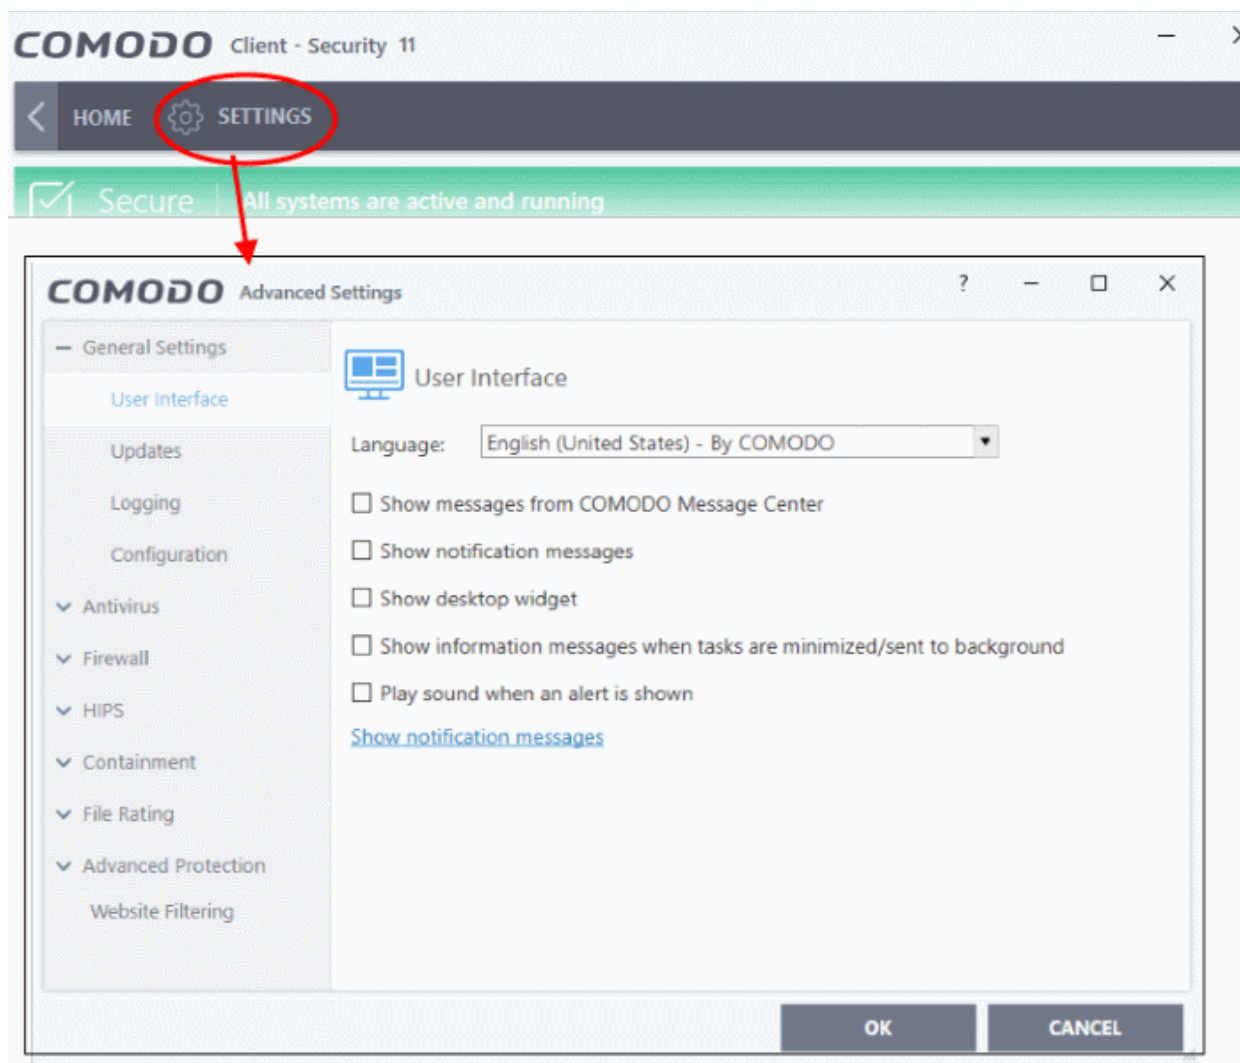 COMODO Client - Security 11
HOME SETTINGS
Secure All systems are active and running
COMODO Advanced Settings ?
General Settings
User Interface
Updates
Logging
Configuration
Antivirus
Firewall
HIPS
Containment
File Rating
Advanced Protection
Website Filtering
User Interface
Language: English (United States) - By COMODO
Show messages from COMODO Message Center
Show notification messages
Show desktop widget
Show information messages when tasks are minimized/sent to background
Play sound when an alert is shown
Show notification messages
OK CANCEL